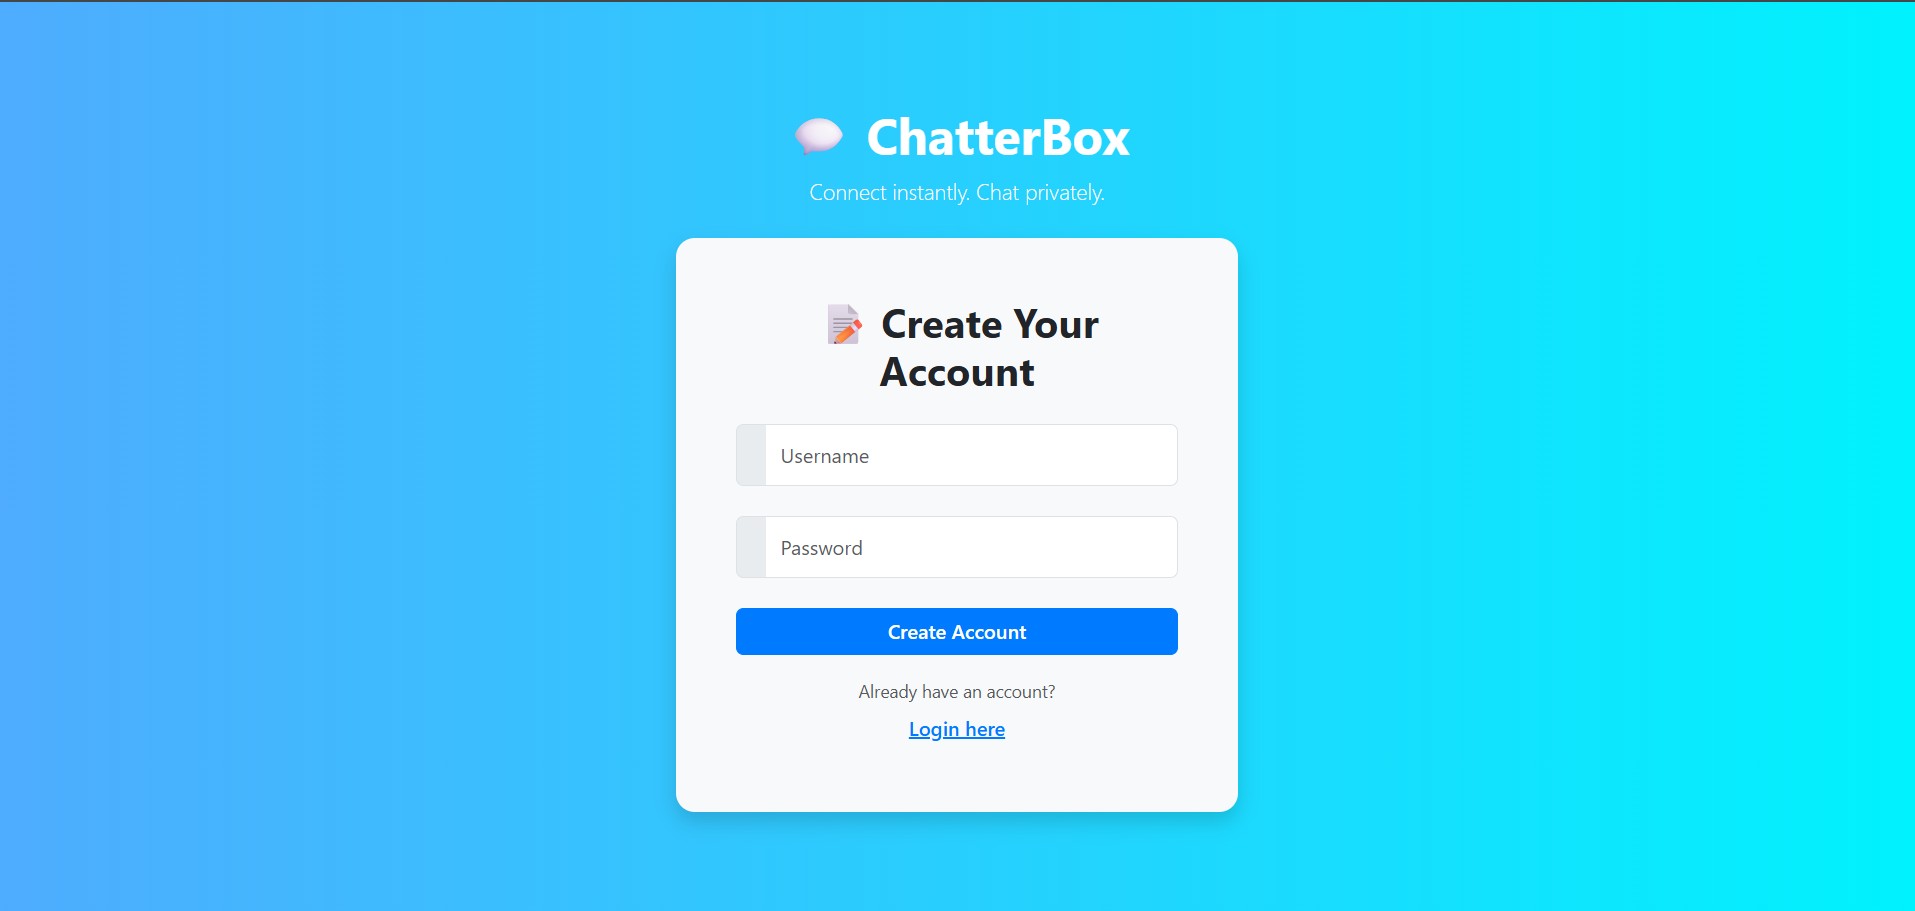 ChatterBox
Connect instantly. Chat privately.
Create Your
Account
Username
Password
Create Account
Already have an account?
Login here